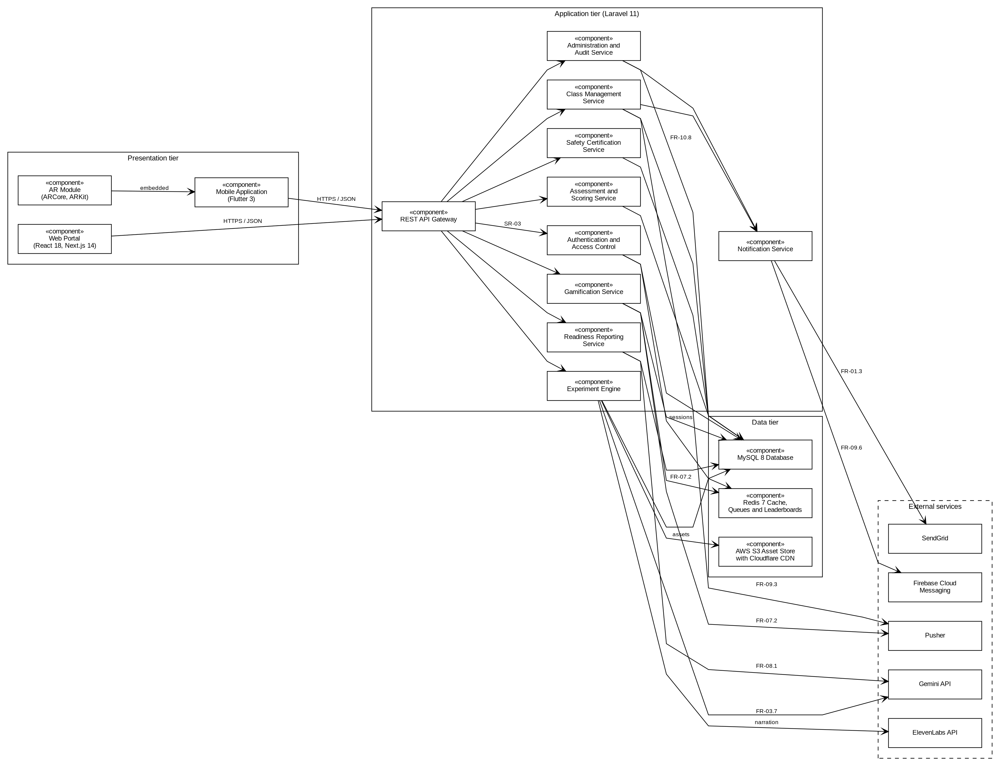 Application tier (Laravel 11)
«component»
Administration and
Audit Service
«component»
Class Management
Service
«component»
Safety Certification
Service
FR-10.8
Presentation tier
«component»
AR Module
(ARCore, ARKit)
embedded
«component»
Mobile Application
(Flutter 3)
HTTPS / JSON
«component»
Web Portal
(React 18, Next.js 14)
HTTPS / JSON
«component»
REST API Gateway
«component»
Assessment and
Scoring Service
SR-03
«component»
Authentication and
Access Control
«component»
Notification Service
«component»
Gamification Service
«component»
Readiness Reporting
Service
«component»
Experiment Engine
FR-01.3
sessions
Data tier
«component»
MySQL 8 Database
FR-09.6
FR-07.2
«component»
Redis 7 Cache,
Queues and Leaderboards
assets
«component»
AWS S3 Asset Store
with Cloudflare CDN
External services
SendGrid
Firebase Cloud
Messaging
FR-09.3
FR-07.2
Pusher
FR-08.1
Gemini API
FR-03.7
narration
ElevenLabs API